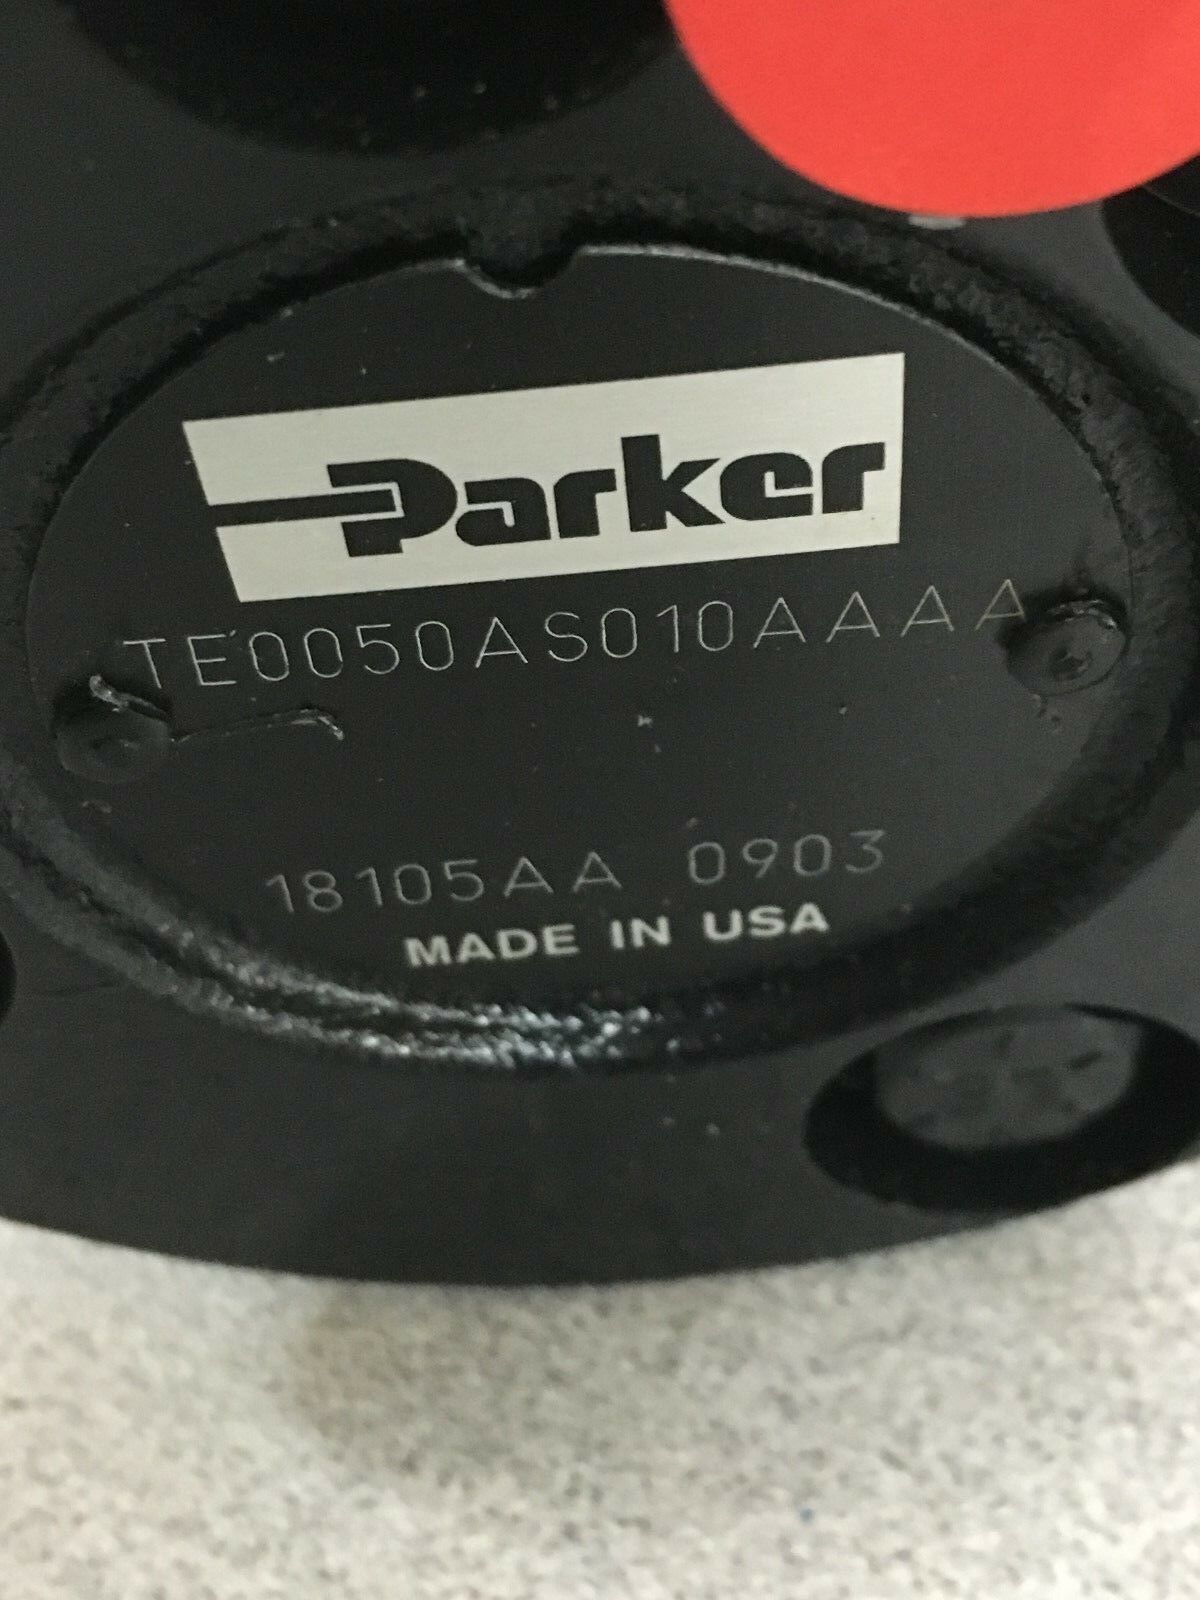 Parker
TE0050AS010AAAA
18105AA 0903
MADE IN USA